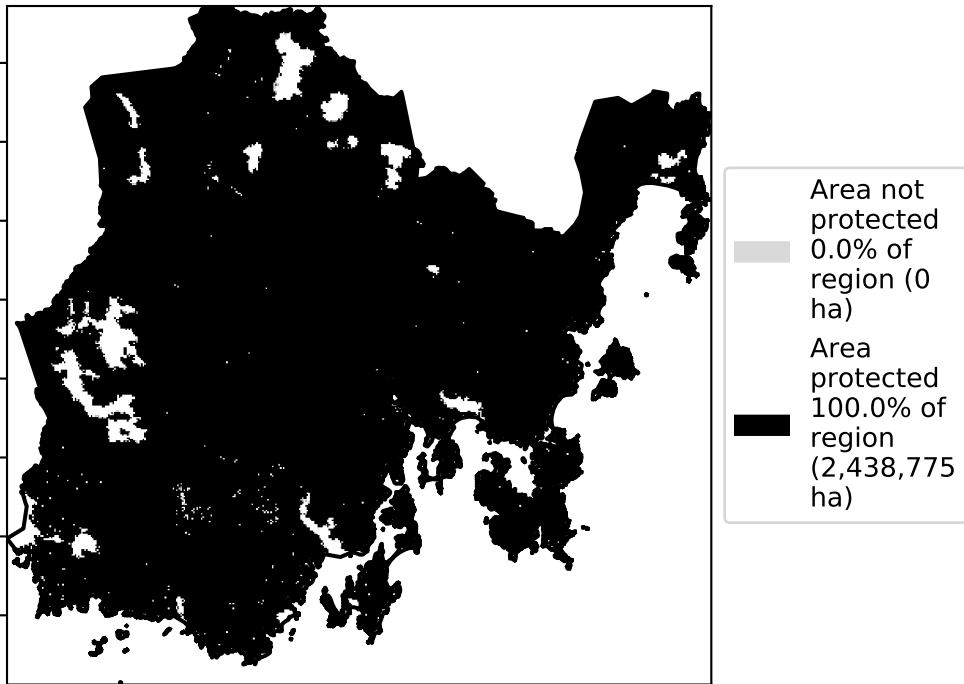 Area not
protected
0.0% of
region (0
ha)
Area
protected
100.0% of
region
(2,438,775
ha)